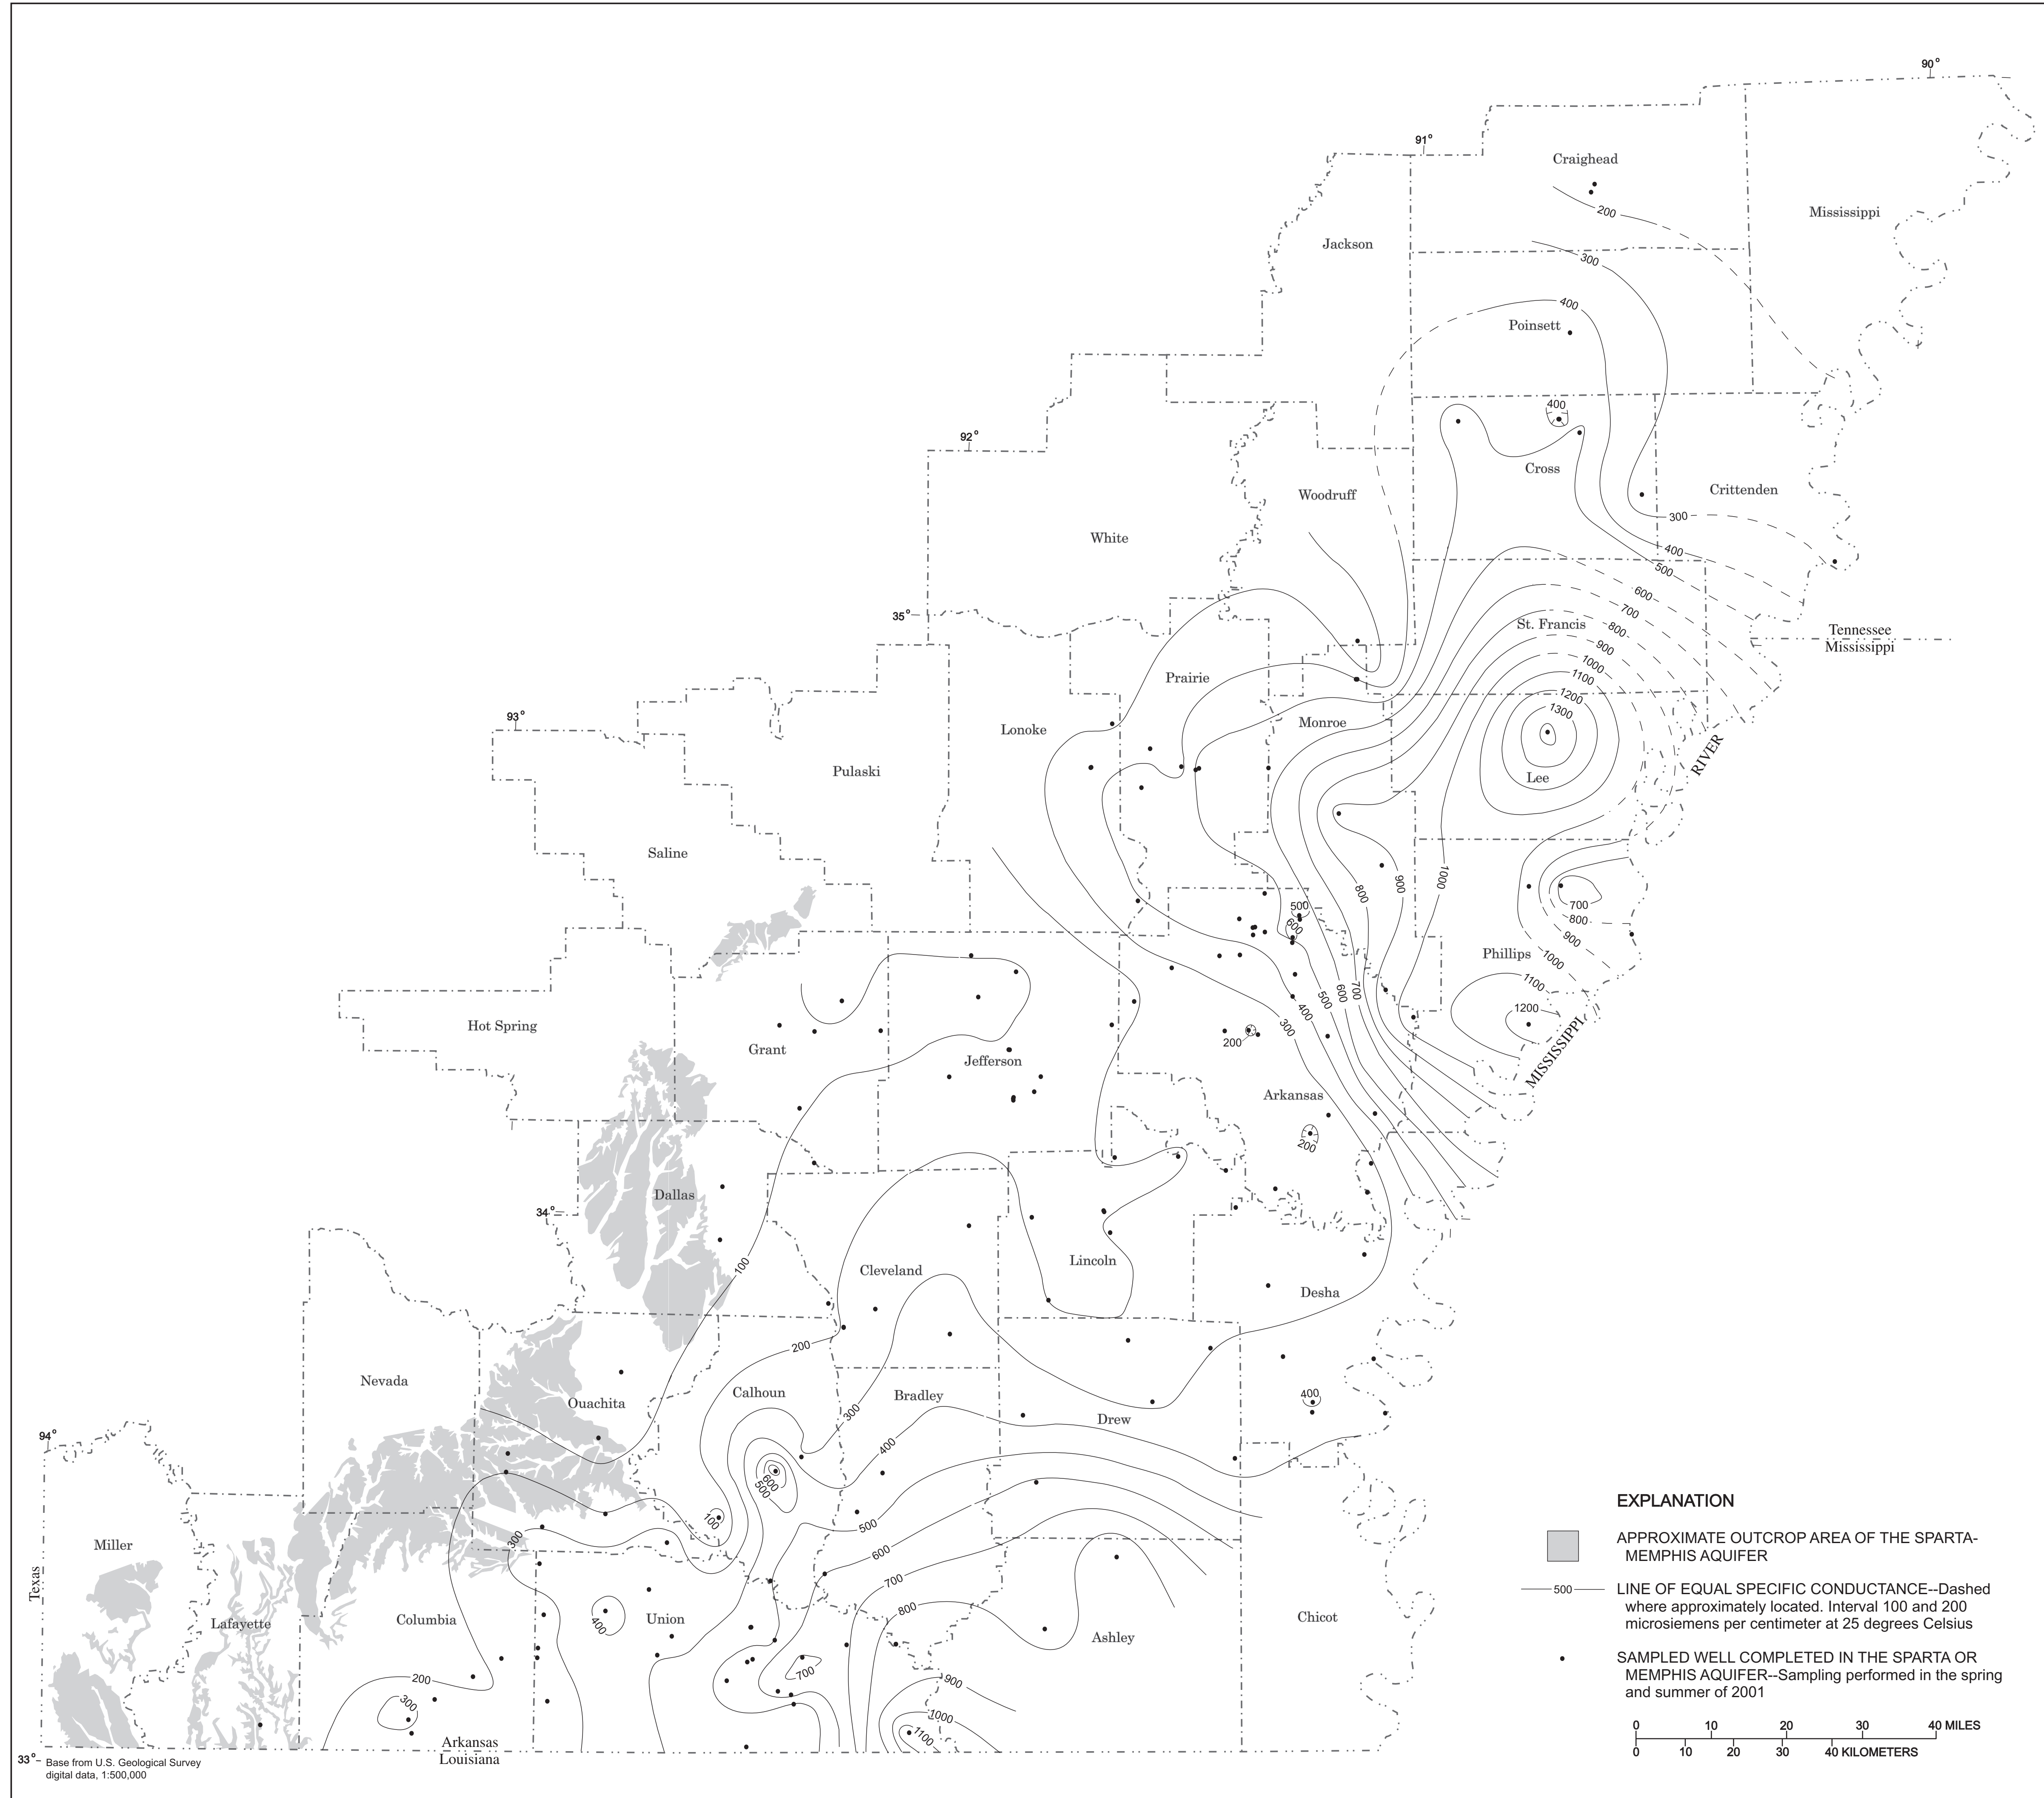 90°
91°
Craighead
Mississippi
200
Jackson
300
400
Poinsett
400
92°
Cross
Crittenden
Woodruff
300
White
400
500
600
35°
700
800
St. Francis
Tennessee
Mississippi
900
1000
1100
Prairie
1200
1300
93°
Monroe
Lonoke
RIVER
Pulaski
Lee
Saline
1000
900
800
700
500
800
600
900
Phillips
1000
1100
700
600
500
1200
400
300
Hot Spring
200
Grant
Jefferson
MISSISSIPPI
Arkansas
200
Dallas
34°
100
Cleveland
Lincoln
Desha
200
Nevada
Calhoun
Bradley
400
Ouachita
300
Drew
94°
400
600
500
EXPLANATION
100
500
APPROXIMATE OUTCROP AREA OF THE SPARTA-
MEMPHIS AQUIFER
300
Miller
600
Texas
700
500
LINE OF EQUAL SPECIFIC CONDUCTANCE--Dashed
where approximately located. Interval 100 and 200
microsiemens per centimeter at 25 degrees Celsius
800
Columbia
Lafayette
400
Union
Chicot
Ashley
SAMPLED WELL COMPLETED IN THE SPARTA OR
MEMPHIS AQUIFER--Sampling performed in the spring
and summer of 2001
700
200
900
300
1000
1100
0 10 20 30 40 MILES
0 10 20 30 40 KILOMETERS
Arkansas
Louisiana
33°
Base from U.S. Geological Survey
digital data, 1:500,000